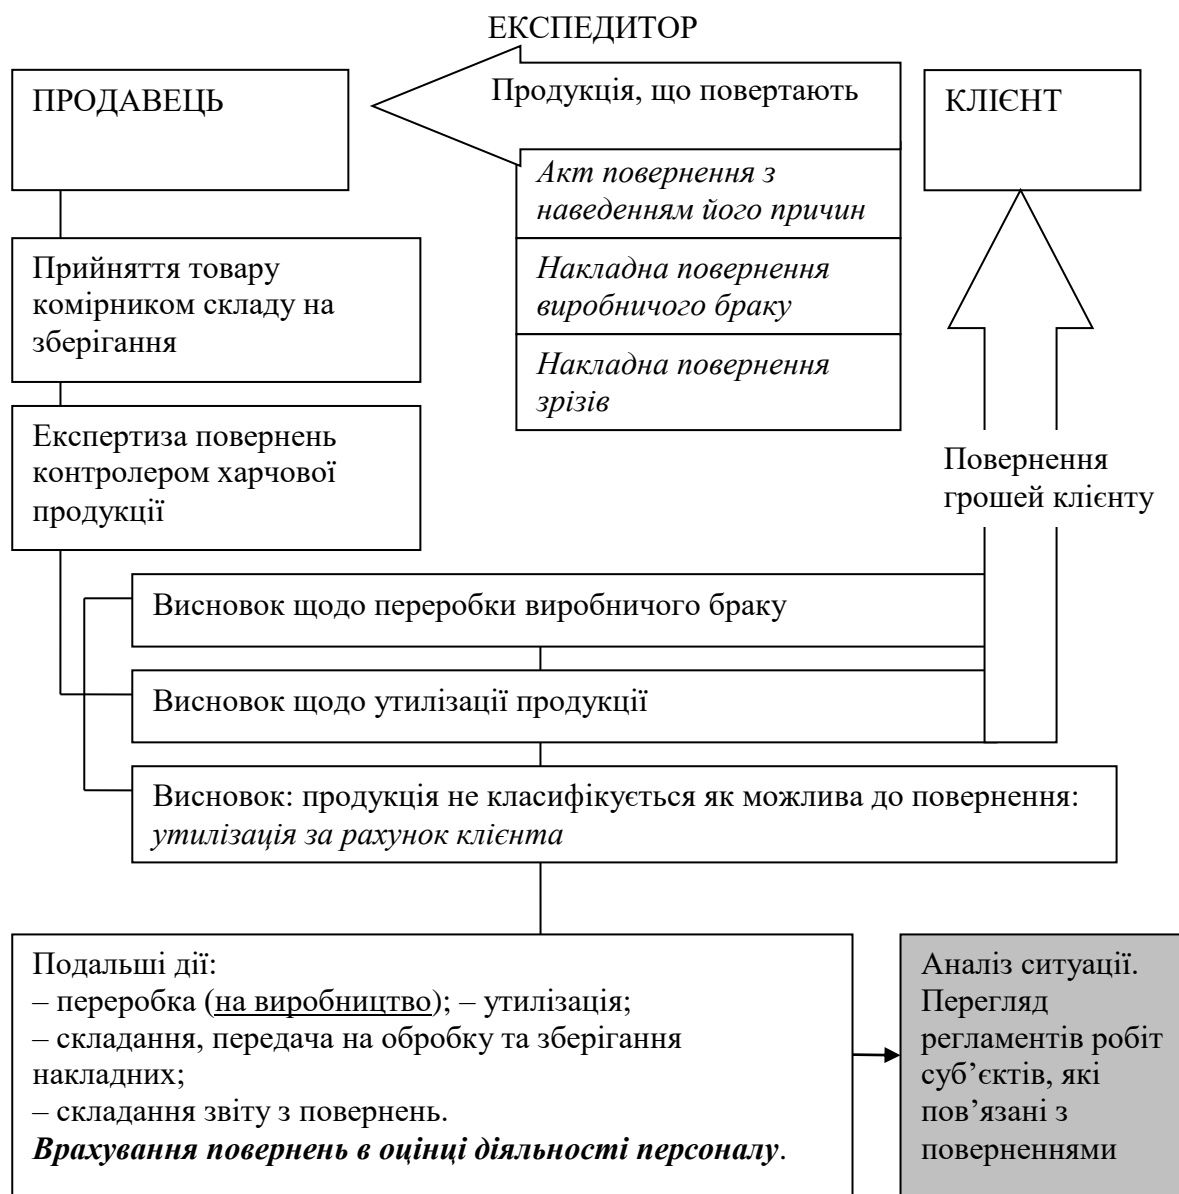 ЕКСПЕДИТОР
ПРОДАВЕЦЬ
Продукція, що повертають
КЛІЄНТ
Акт повернення з
наведенням його причин
Накладна повернення
виробничого браку
Накладна повернення
зрізів
Прийняття товару
комірником складу на
зберігання
Експертиза повернень
контролером харчової
продукції
Повернення
грошей клієнту
Висновок щодо переробки виробничого браку
Висновок щодо утилізації продукції
Висновок: продукція не класифікується як можлива до повернення:
утилізація за рахунок клієнта
Подальші дії:
– переробка (на виробництво); – утилізація;
– складання, передача на обробку та зберігання
накладних;
– складання звіту з повернень.
Врахування повернень в оцінці діяльності персоналу.
Аналіз ситуації.
Перегляд
регламентів робіт
суб’єктів, які
пов’язані з
поверненнями